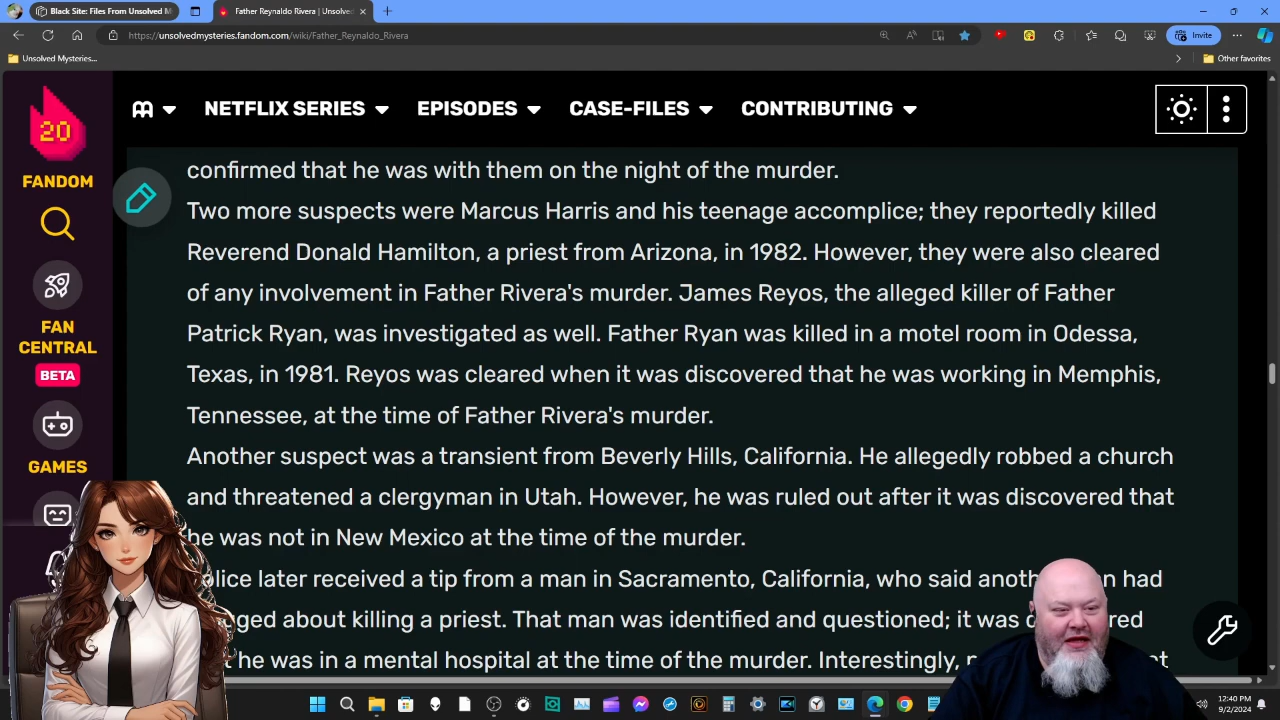 Black Site: Files From Unsolved M
Father Reynaldo Rivera | Unsolved
https://unsolvedmysteries.fandom.com/wiki/Father_Reynaldo_Rivera
Invite
Unsolved Mysteries...
Other favorites
20
FANDOM
NETFLIX SERIES
EPISODES
CASE-FILES
CONTRIBUTING
FAN
CENTRAL
BETA
GAMES
confirmed that he was with them on the night of the murder.
Two more suspects were Marcus Harris and his teenage accomplice; they reportedly killed
Reverend Donald Hamilton, a priest from Arizona, in 1982. However, they were also cleared
of any involvement in Father Rivera's murder. James Reyos, the alleged killer of Father
Patrick Ryan, was investigated as well. Father Ryan was killed in a motel room in Odessa,
Texas, in 1981. Reyos was cleared when it was discovered that he was working in Memphis,
Tennessee, at the time of Father Rivera's murder.
Another suspect was a transient from Beverly Hills, California. He allegedly robbed a church
and threatened a clergyman in Utah. However, he was ruled out after it was discovered that
he was not in New Mexico at the time of the murder.
olice later received a tip from a man in Sacramento, California, who said anoth n had
ged about killing a priest. That man was identified and questioned; it was d red
he was in a mental hospital at the time of the murder. Interestingly,
12:40 PM
9/2/2024